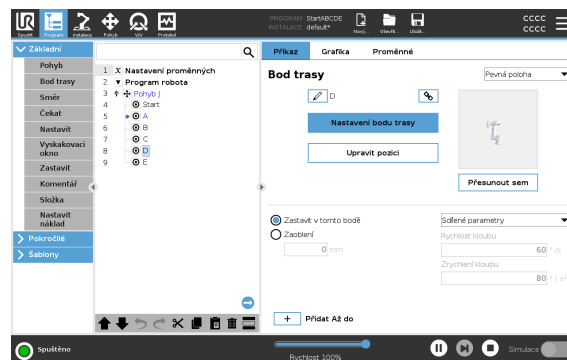 PROGRAM StartABCDE
INSTALACE default*
Spustit Program Instalace Pohyb V/V Protokol Nový... Otevřít... Uložit...
CCCC
CCCC
Základní
Pohyb
Bod trasy
Směr
Čekat
Nastavit
Vyskakovací
okno
Zastavit
Komentář
Složka
Nastavit
náklad
Pokročilé
Šablony
1 X Nastavení proměnných
2 Program robota
3 Pohyb J
4 Start
5 A
6 B
7 C
8 D
9 E
Příkaz Grafika Proměnné
Bod trasy
Pevná poloha
D
Nastavení bodu trasy
Upravit pozici
Přesunout sem
Zastavit v tomto bodě
Zaoblení
0 mm
Sdílené parametry
Rychlost kloubu
60 °/s
Zrychlení kloubu
80 °/s²
+ Přidat Až do
Spuštěno
Rychlost 100%
Simulace